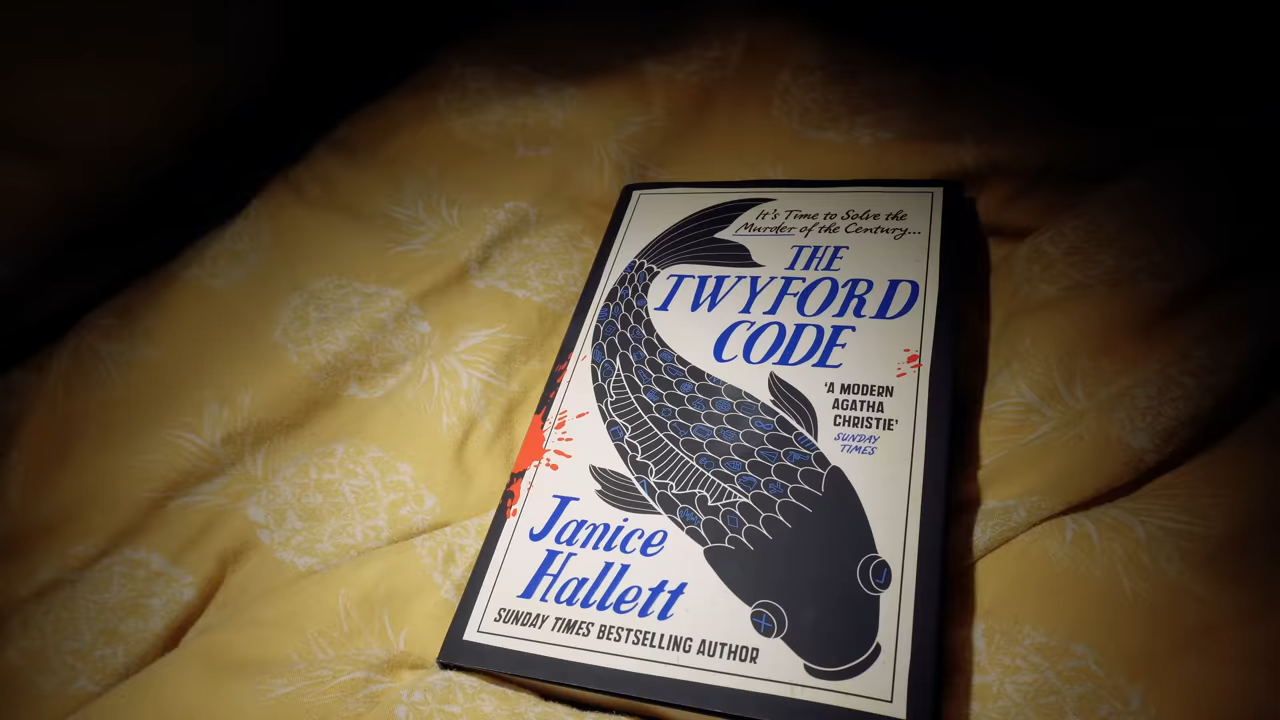 It's Time to Solve the
Murder of the Century...
THE
TWYFORD
CODE
'A MODERN
AGATHA
CHRISTIE'
SUNDAY
TIMES
Janice
Hallett
SUNDAY TIMES BESTSELLING AUTHOR